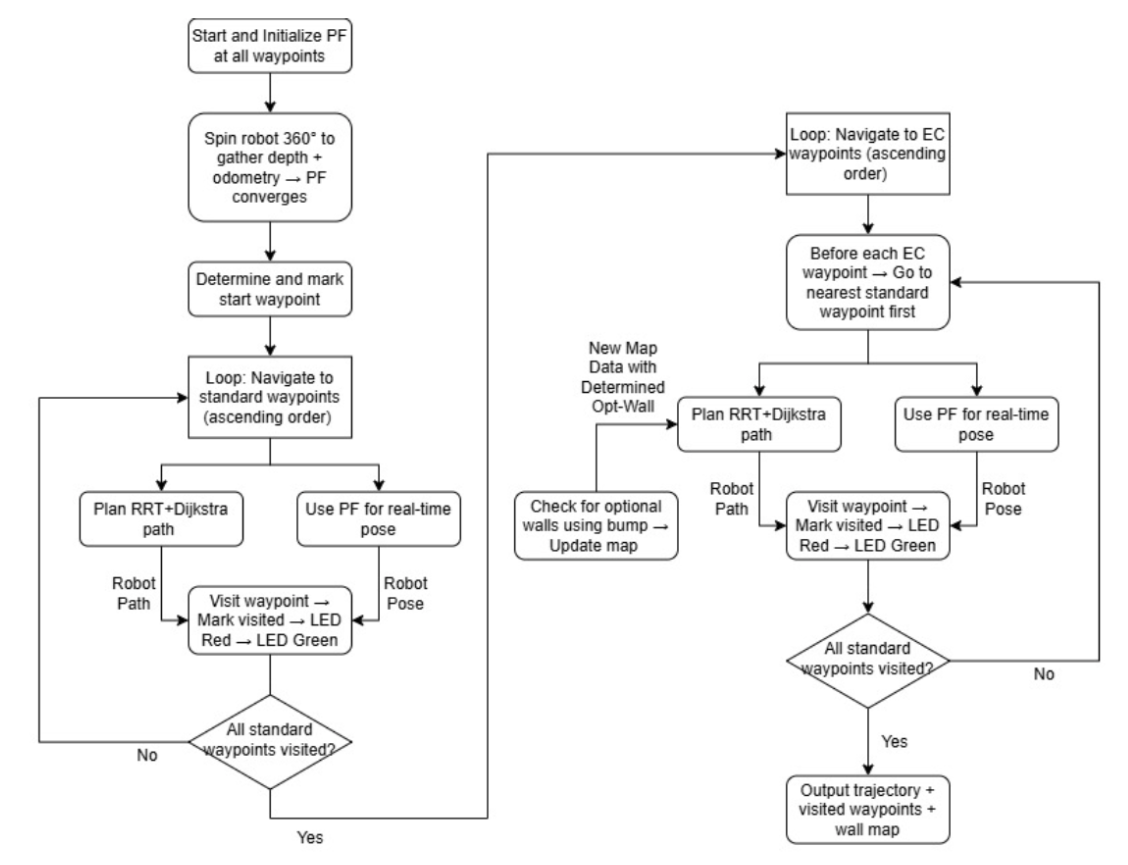 Start and Initialize PF
at all waypoints
Spin robot 360° to
gather depth +
odometry → PF
converges
Determine and mark
start waypoint
Loop: Navigate to
standard waypoints
(ascending order)
Plan RRT+Dijkstra
path
Use PF for real-time
pose
Robot
Path
Robot
Pose
Visit waypoint →
Mark visited → LED
Red → LED Green
All standard
waypoints visited?
No
Yes
Loop: Navigate to EC
waypoints (ascending
order)
Before each EC
waypoint → Go to
nearest standard
waypoint first
New Map
Data with
Determined
Opt-Wall
Plan RRT+Dijkstra
path
Use PF for real-time
pose
Check for optional
walls using bump →
Update map
Robot
Path
Robot
Pose
Visit waypoint →
Mark visited → LED
Red → LED Green
All standard
waypoints visited?
No
Yes
Output trajectory +
visited waypoints +
wall map